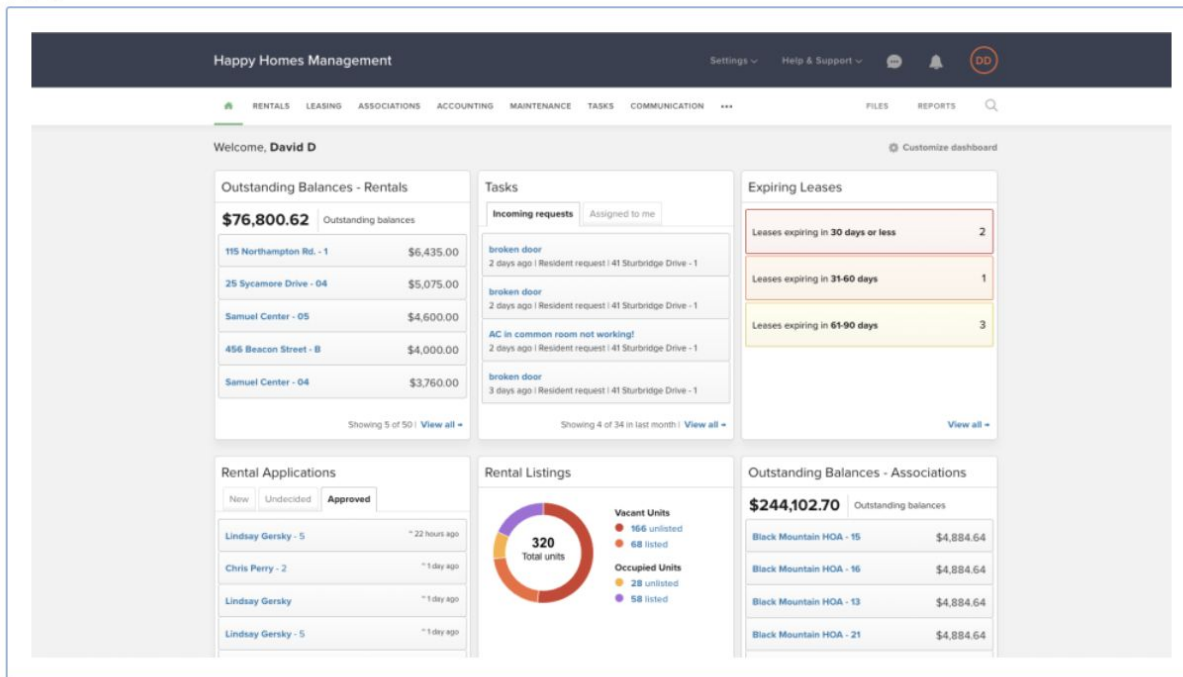 Happy Homes Management
Settings
Help & Support
DD
RENTALS LEASING ASSOCIATIONS ACCOUNTING MAINTENANCE TASKS COMMUNICATION ••• FILES REPORTS
Welcome, David D
Customize dashboard
Outstanding Balances - Rentals
$76,800.62 Outstanding balances
115 Northampton Rd. - 1 $6,435.00
25 Sycamore Drive - 04 $5,075.00
Samuel Center - 05 $4,600.00
456 Beacon Street - B $4,000.00
Samuel Center - 04 $3,760.00
Showing 5 of 50 | View all →
Tasks
Incoming requests Assigned to me
broken door
2 days ago | Resident request | 41 Sturbridge Drive - 1
broken door
2 days ago | Resident request | 41 Sturbridge Drive - 1
AC in common room not working!
2 days ago | Resident request | 41 Sturbridge Drive - 1
broken door
3 days ago | Resident request | 41 Sturbridge Drive - 1
Showing 4 of 34 in last month | View all →
Expiring Leases
Leases expiring in 30 days or less 2
Leases expiring in 31-60 days 1
Leases expiring in 61-90 days 3
View all →
Rental Applications
New Undecided Approved
Lindsay Gersky - 5 ~ 22 hours ago
Chris Perry - 2 ~ 1 day ago
Lindsay Gersky ~ 1 day ago
Lindsay Gersky - 5 ~ 1 day ago
Rental Listings
320
Total units
Vacant Units
166 unlisted
68 listed
Occupied Units
28 unlisted
58 listed
Outstanding Balances - Associations
$244,102.70 Outstanding balances
Black Mountain HOA - 15 $4,884.64
Black Mountain HOA - 16 $4,884.64
Black Mountain HOA - 13 $4,884.64
Black Mountain HOA - 21 $4,884.64